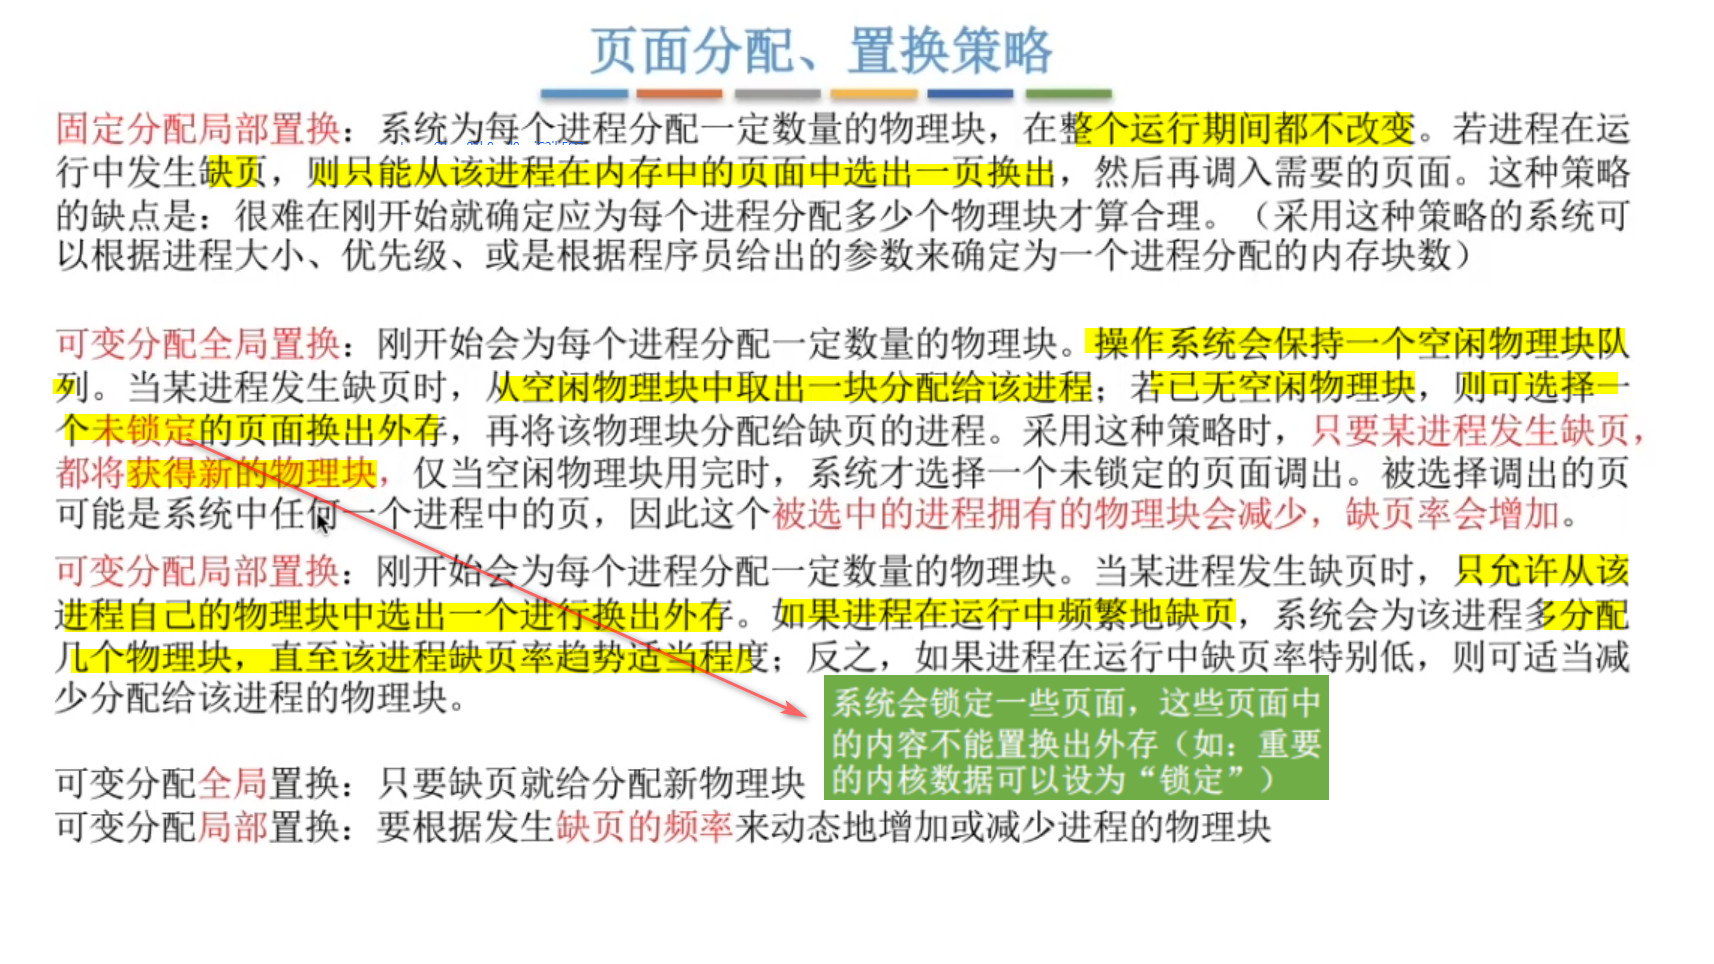 页面分配、置换策略
固定分配局部置换：系统为每个进程分配一定数量的物理块，在整个运行期间都不改变。若进程在运
行中发生缺页，则只能从该进程在内存中的页面中选出一页换出，然后再调入需要的页面。这种策略
的缺点是：很难在刚开始就确定应为每个进程分配多少个物理块才算合理。（采用这种策略的系统可
以根据进程大小、优先级、或是根据程序员给出的参数来确定为一个进程分配的内存块数）
可变分配全局置换：刚开始会为每个进程分配一定数量的物理块。操作系统会保持一个空闲物理块队
列。当某进程发生缺页时，从空闲物理块中取出一块分配给该进程；若已无空闲物理块，则可选择一
个未锁定的页面换出外存，再将该物理块分配给缺页的进程。采用这种策略时，只要某进程发生缺页，
都将获得新的物理块，仅当空闲物理块用完时，系统才选择一个未锁定的页面调出。被选择调出的页
可能是系统中任何一个进程中的页，因此这个被选中的进程拥有的物理块会减少，缺页率会增加。
可变分配局部置换：刚开始会为每个进程分配一定数量的物理块。当某进程发生缺页时，只允许从该
进程自己的物理块中选出一个进行换出外存。如果进程在运行中频繁地缺页，系统会为该进程多分配
几个物理块，直至该进程缺页率趋势适当程度；反之，如果进程在运行中缺页率特别低，则可适当减
少分配给该进程的物理块。
系统会锁定一些页面，这些页面中
的内容不能置换出外存（如：重要
的内核数据可以设为“锁定”）
可变分配全局置换：只要缺页就给分配新物理块
可变分配局部置换：要根据发生缺页的频率来动态地增加或减少进程的物理块